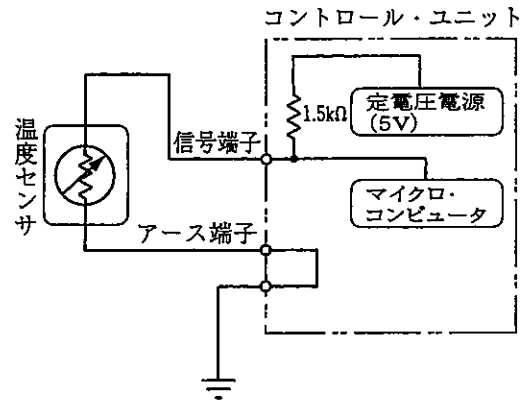 コントロール・ユニット
定電圧電源
(5V)
1.5kΩ
温度センサ
信号端子
マイクロ・
コンピュータ
アース端子